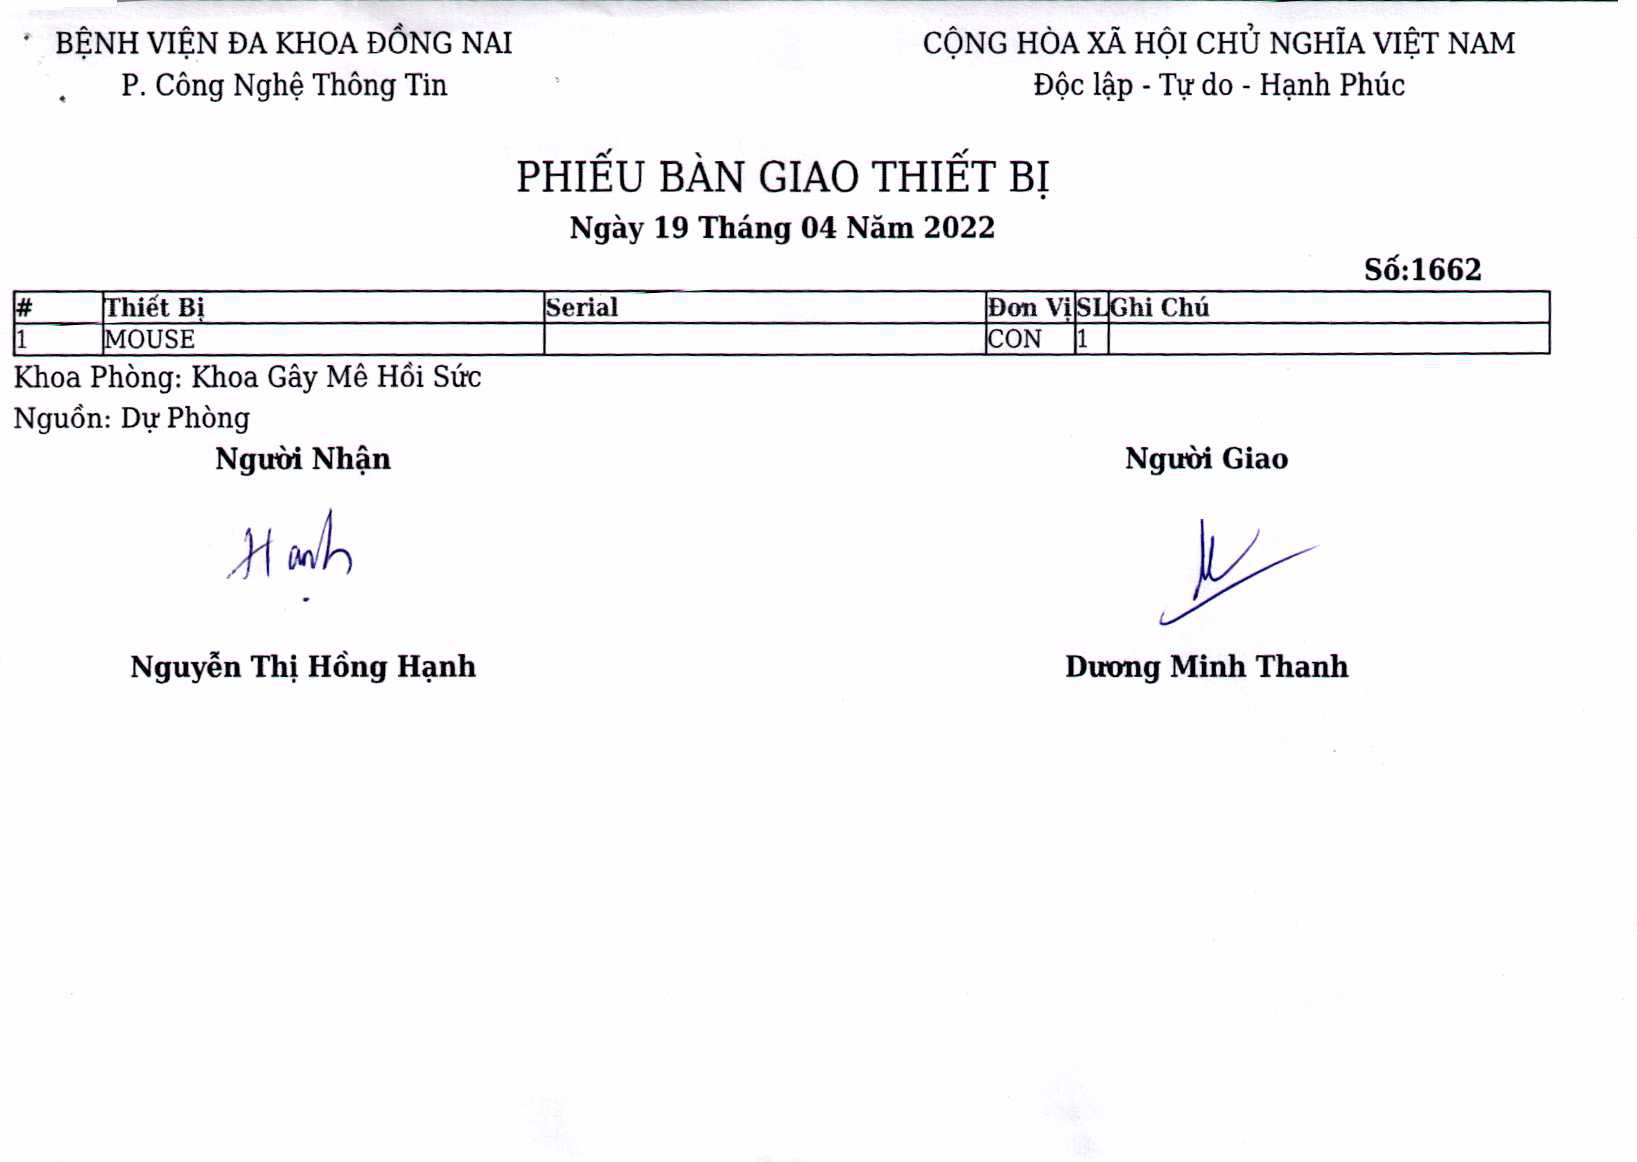 BỆNH VIỆN ĐA KHOA ĐỒNG NAI
P. Công Nghệ Thông Tin
CỘNG HÒA XÃ HỘI CHỦ NGHĨA VIỆT NAM
Độc lập - Tự do - Hạnh Phúc
PHIẾU BÀN GIAO THIẾT BỊ
Ngày 19 Tháng 04 Năm 2022
Số:1662
# Thiết Bị Serial Đơn Vị SL Ghi Chú
1 MOUSE CON 1
Khoa Phòng: Khoa Gây Mê Hồi Sức
Nguồn: Dự Phòng
Người Nhận Người Giao
Hạnh
Nguyễn Thị Hồng Hạnh Dương Minh Thanh